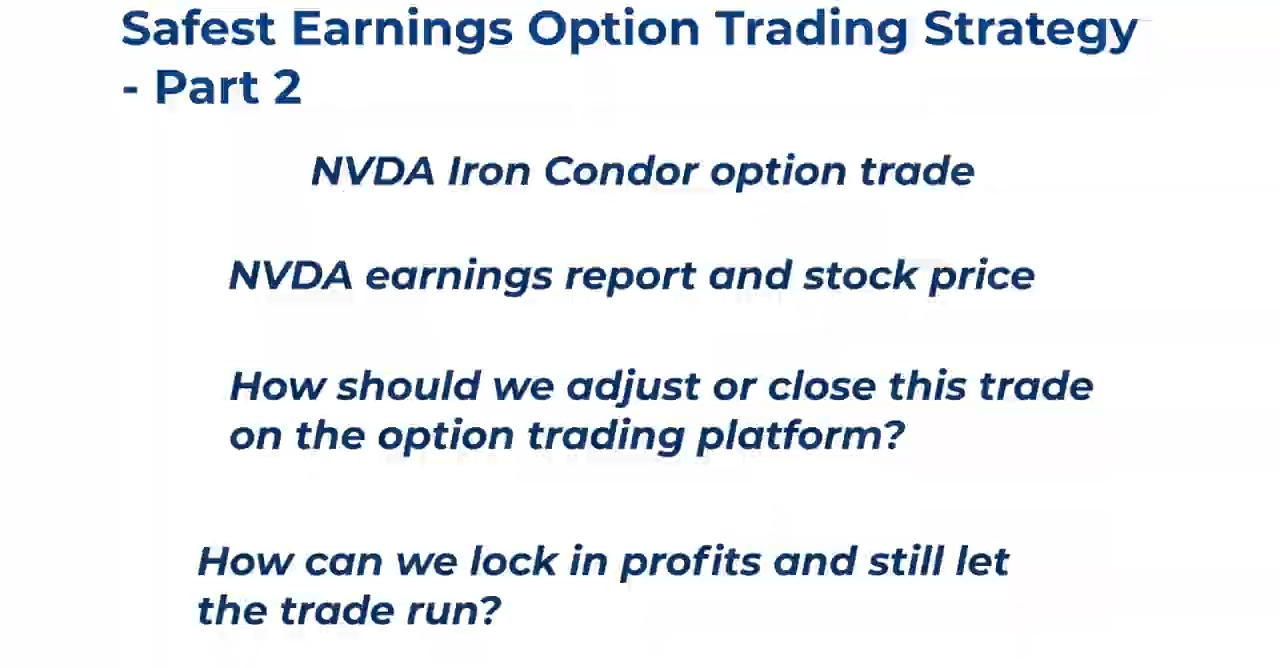 Safest Earnings Option Trading Strategy
- Part 2
NVDA Iron Condor option trade
NVDA earnings report and stock price
How should we adjust or close this trade
on the option trading platform?
How can we lock in profits and still let
the trade run?